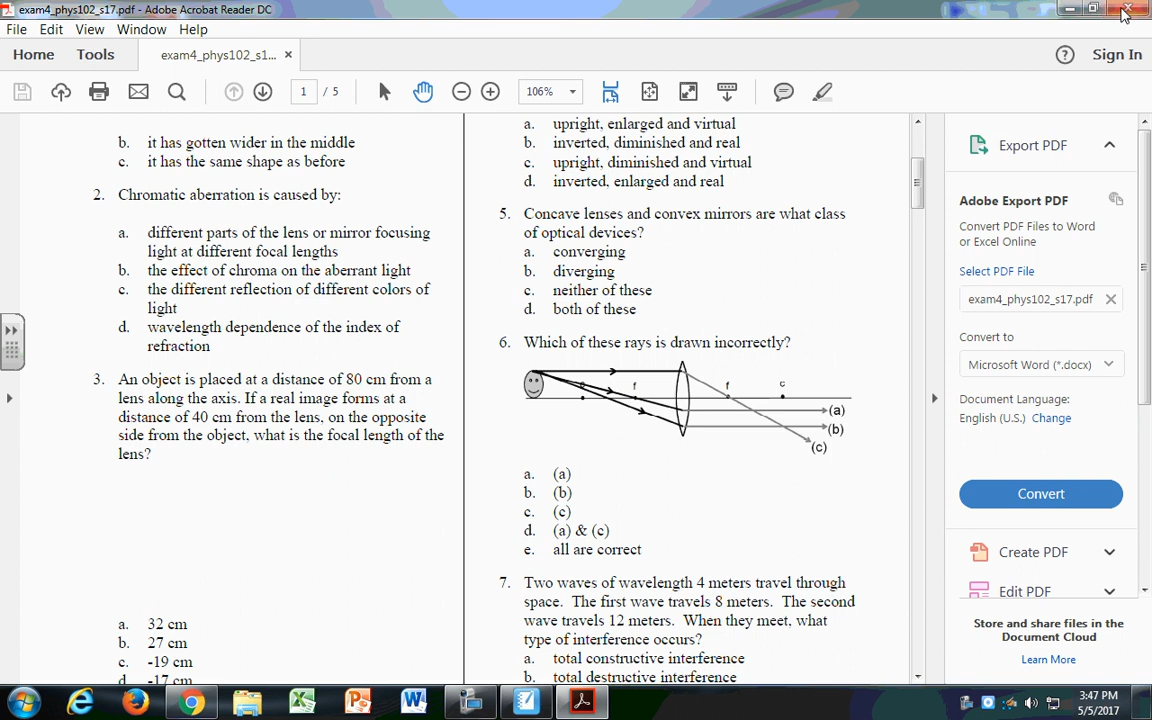 exam4_phys102_s17.pdf - Adobe Acrobat Reader DC
File Edit View Window Help
Home Tools exam4_phys102_s1... × Sign In
1 / 5 106%
b. it has gotten wider in the middle
c. it has the same shape as before
2. Chromatic aberration is caused by:
a. different parts of the lens or mirror focusing
light at different focal lengths
b. the effect of chroma on the aberrant light
c. the different reflection of different colors of
light
d. wavelength dependence of the index of
refraction
3. An object is placed at a distance of 80 cm from a
lens along the axis. If a real image forms at a
distance of 40 cm from the lens, on the opposite
side from the object, what is the focal length of the
lens?
a. 32 cm
b. 27 cm
c. -19 cm
d. -17 cm
a. upright, enlarged and virtual
b. inverted, diminished and real
c. upright, diminished and virtual
d. inverted, enlarged and real
5. Concave lenses and convex mirrors are what class
of optical devices?
a. converging
b. diverging
c. neither of these
d. both of these
6. Which of these rays is drawn incorrectly?
c f f c
(a)
(b)
(c)
a. (a)
b. (b)
c. (c)
d. (a) & (c)
e. all are correct
7. Two waves of wavelength 4 meters travel through
space. The first wave travels 8 meters. The second
wave travels 12 meters. When they meet, what
type of interference occurs?
a. total constructive interference
b. total destructive interference
Export PDF
Adobe Export PDF
Convert PDF Files to Word
or Excel Online
Select PDF File
exam4_phys102_s17.pdf
Convert to
Microsoft Word (*.docx)
Document Language:
English (U.S.) Change
Convert
Create PDF
Edit PDF
Store and share files in the
Document Cloud
Learn More
3:47 PM
5/5/2017